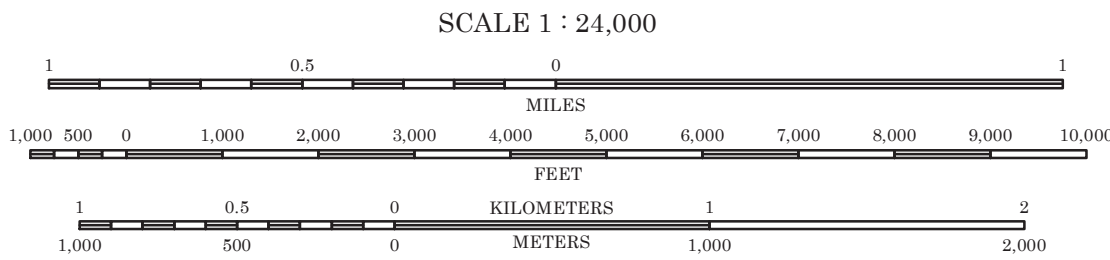 SCALE 1 : 24,000
1 0.5 0 1
MILES
1,000 500 0 1,000 2,000 3,000 4,000 5,000 6,000 7,000 8,000 9,000 10,000
FEET
1 0.5 0 KILOMETERS 1 2
1,000 500 0 METERS 1,000 2,000